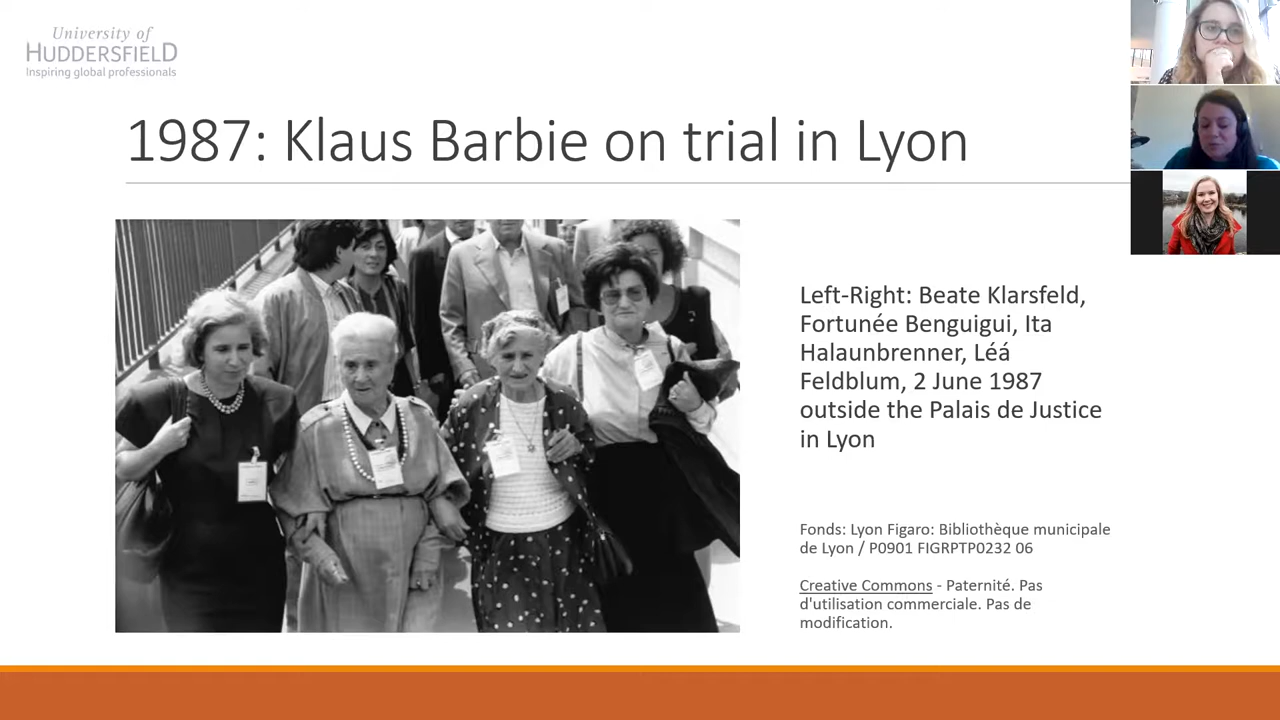 University of
HUDDERSFIELD
Inspiring global professionals
1987: Klaus Barbie on trial in Lyon
Left-Right: Beate Klarsfeld,
Fortunée Benguigui, Ita
Halaunbrenner, Léá
Feldblum, 2 June 1987
outside the Palais de Justice
in Lyon
Fonds: Lyon Figaro: Bibliothèque municipale
de Lyon / P0901 FIGRPTP0232 06
Creative Commons - Paternité. Pas
d'utilisation commerciale. Pas de
modification.